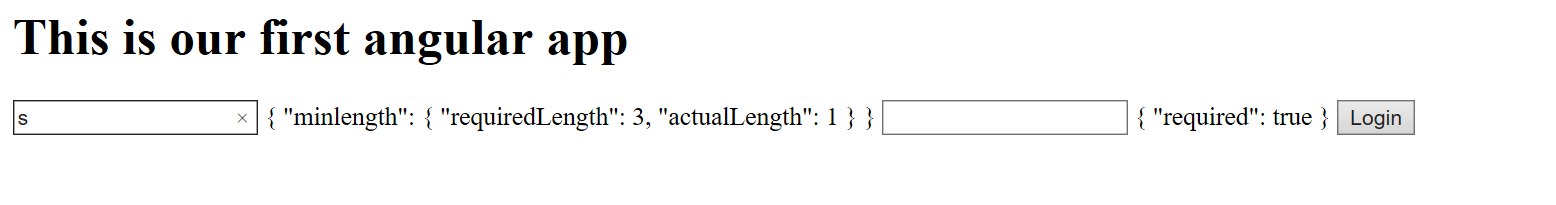 This is our first angular app
s × { "minlength": { "requiredLength": 3, "actualLength": 1 } } { "required": true } Login